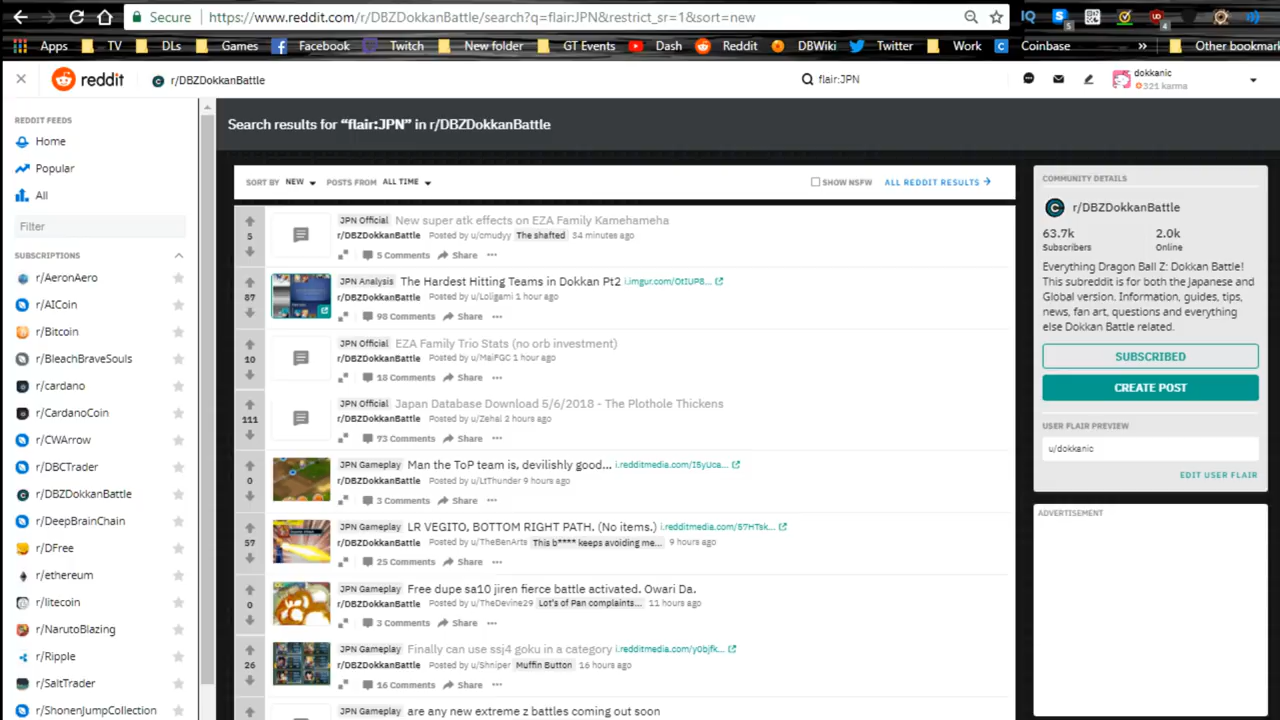 Secure https://www.reddit.com/r/DBZDokkanBattle/search?q=flair:JPN&restrict_sr=1&sort=new
Apps TV DLs Games Facebook Twitch New folder GT Events Dash Reddit DBWiki Twitter Work Coinbase » Other bookmar
reddit r/DBZDokkanBattle flair:JPN dokkanic
321 karma
REDDIT FEEDS
Home
Popular
All
Filter
SUBSCRIPTIONS
r/AeronAero
r/AICoin
r/Bitcoin
r/BleachBraveSouls
r/cardano
r/CardanoCoin
r/CWArrow
r/DBCTrader
r/DBZDokkanBattle
r/DeepBrainChain
r/DFree
r/ethereum
r/litecoin
r/NarutoBlazing
r/Ripple
r/SaltTrader
r/ShonenJumpCollection
Search results for “flair:JPN” in r/DBZDokkanBattle
SORT BY NEW POSTS FROM ALL TIME SHOW NSFW ALL REDDIT RESULTS
JPN Official New super atk effects on EZA Family Kamehameha
5 r/DBZDokkanBattle Posted by u/cmudyy The shafted 34 minutes ago
5 Comments Share
JPN Analysis The Hardest Hitting Teams in Dokkan Pt2 i.imgur.com/0tIUP8...
87 r/DBZDokkanBattle Posted by u/Loligami 1 hour ago
98 Comments Share
JPN Official EZA Family Trio Stats (no orb investment)
10 r/DBZDokkanBattle Posted by u/MaiFGC 1 hour ago
18 Comments Share
JPN Official Japan Database Download 5/6/2018 - The Plothole Thickens
111 r/DBZDokkanBattle Posted by u/Zehal 2 hours ago
73 Comments Share
JPN Gameplay Man the ToP team is, devilishly good... i.redditmedia.com/I5yUca...
0 r/DBZDokkanBattle Posted by u/LtThunder 9 hours ago
3 Comments Share
JPN Gameplay LR VEGITO, BOTTOM RIGHT PATH. (No items.) i.redditmedia.com/57HTsk...
57 r/DBZDokkanBattle Posted by u/TheBenArts This b**** keeps avoiding me... 9 hours ago
25 Comments Share
JPN Gameplay Free dupe sa10 jiren fierce battle activated. Owari Da.
0 r/DBZDokkanBattle Posted by u/TheDevine29 Lot's of Pan complaints... 11 hours ago
3 Comments Share
JPN Gameplay Finally can use ssj4 goku in a category i.redditmedia.com/y0bjfk...
26 r/DBZDokkanBattle Posted by u/Shniper Muffin Button 16 hours ago
16 Comments Share
JPN Gameplay are any new extreme z battles coming out soon
COMMUNITY DETAILS
r/DBZDokkanBattle
63.7k 2.0k
Subscribers Online
Everything Dragon Ball Z: Dokkan Battle!
This subreddit is for both the Japanese and
Global version. Information, guides, tips,
news, fan art, questions and everything
else Dokkan Battle related.
SUBSCRIBED
CREATE POST
USER FLAIR PREVIEW
u/dokkanic
EDIT USER FLAIR
ADVERTISEMENT